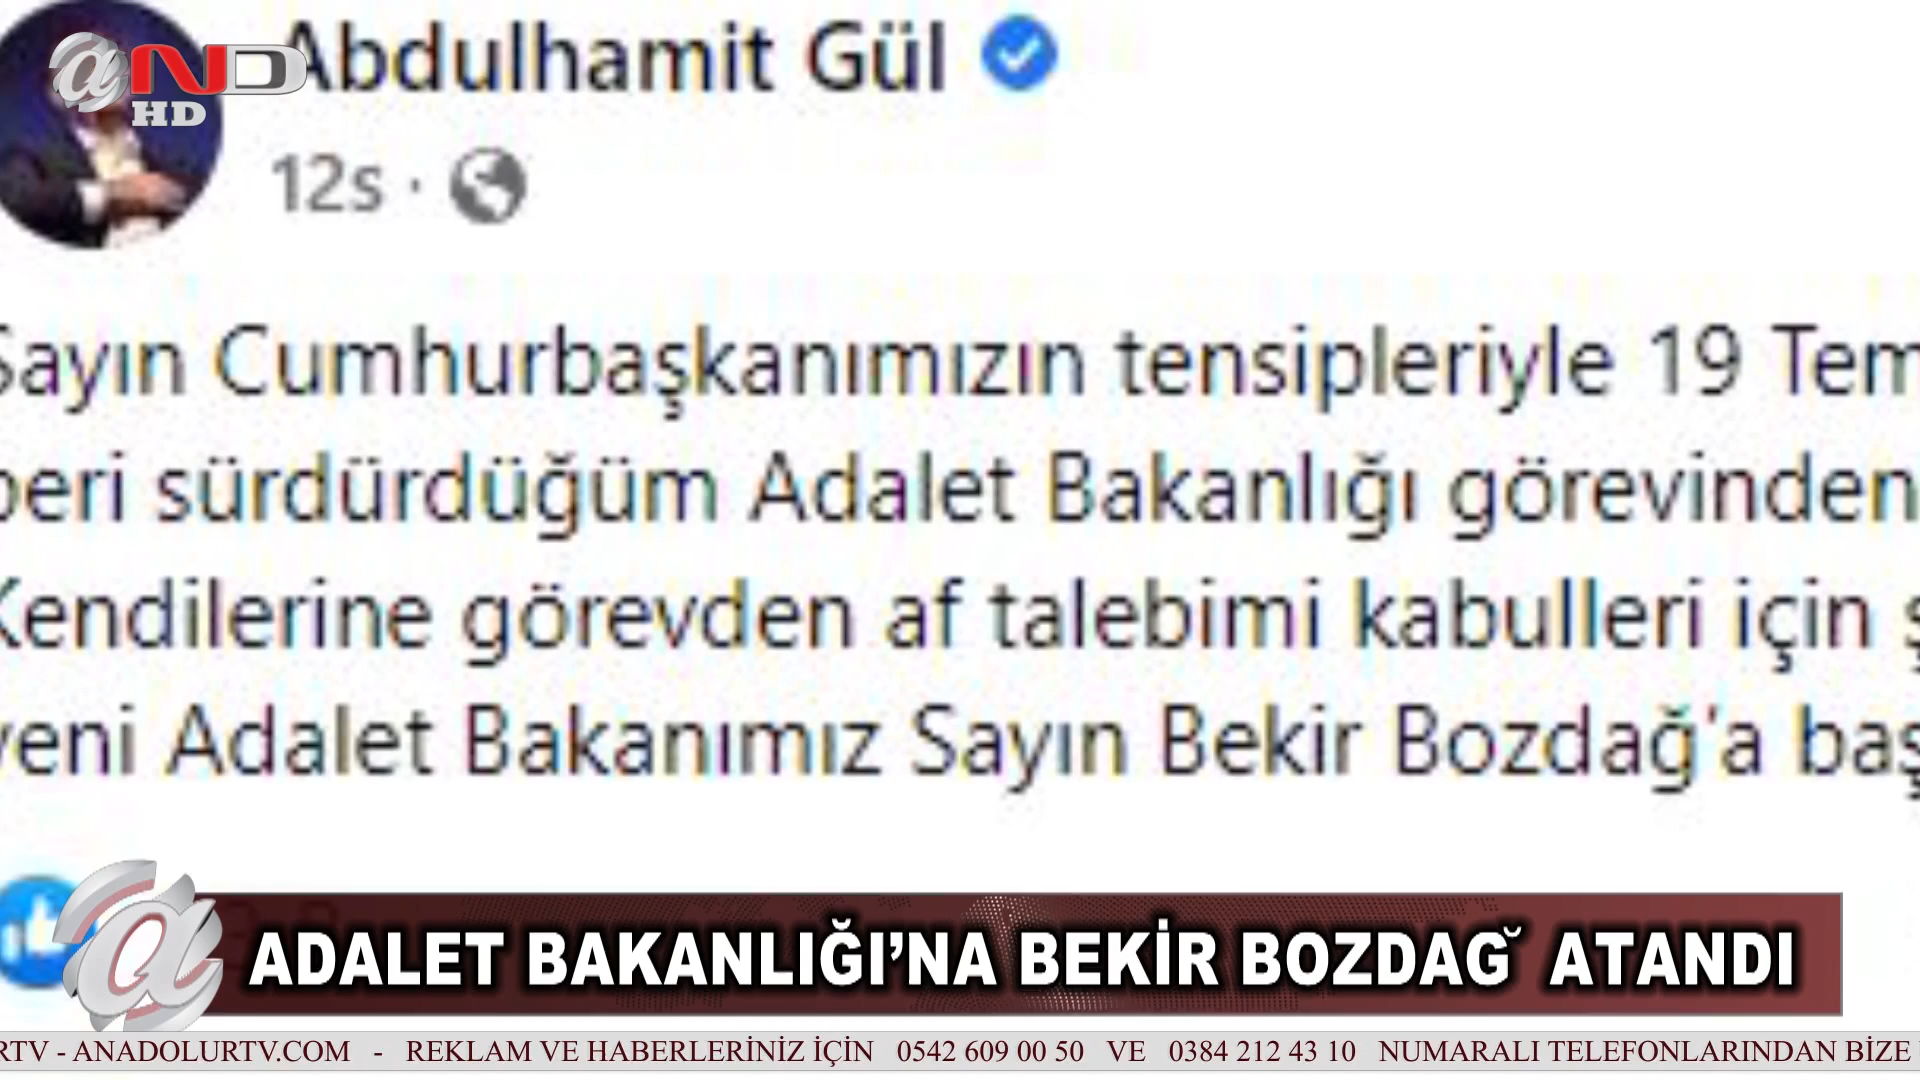 Abdulhamit Gül
AND
HD
12s ·
Sayın Cumhurbaşkanımızın tensipleriyle 19 Tem
beri sürdürdüğüm Adalet Bakanlığı görevinden
Kendilerine görevden af talebimi kabulleri için ş
yeni Adalet Bakanımız Sayın Bekir Bozdağ'a baş
ADALET BAKANLIĞI’NA BEKİR BOZDAĞ ATANDI
RTV - ANADOLURTV.COM - REKLAM VE HABERLERİNİZ İÇİN 0542 609 00 50 VE 0384 212 43 10 NUMARALI TELEFONLARINDAN BİZE